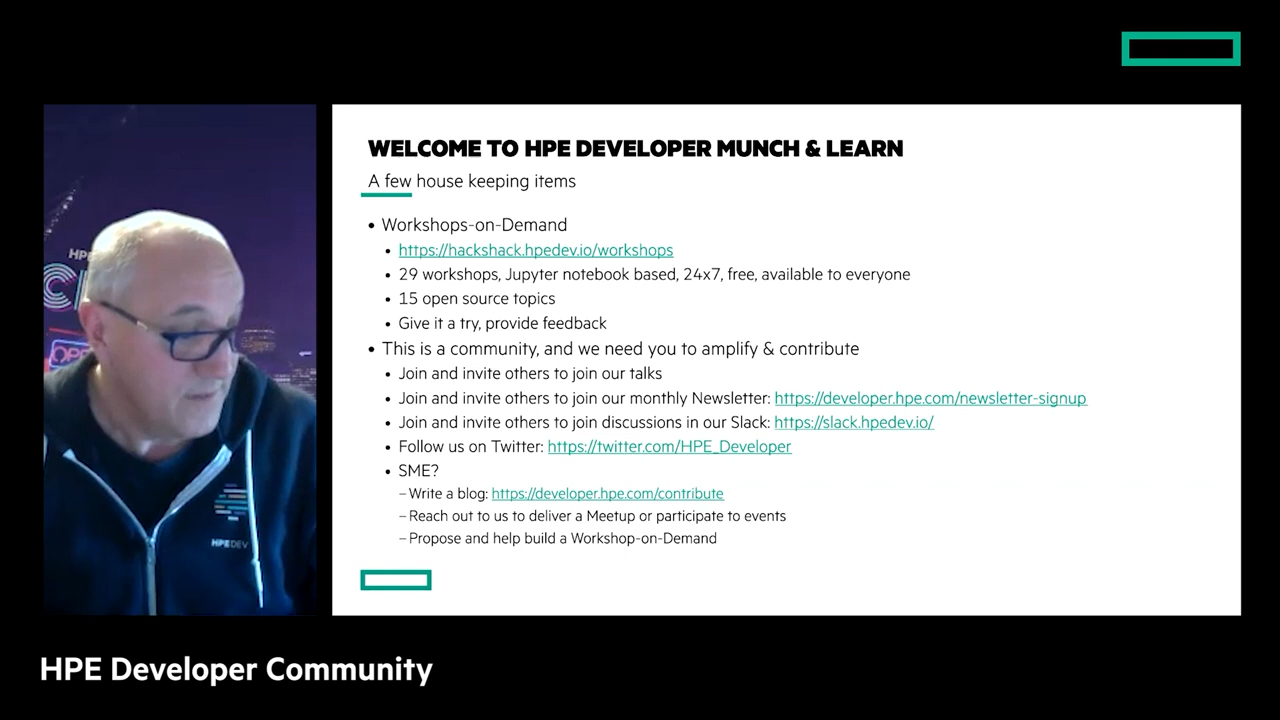 WELCOME TO HPE DEVELOPER MUNCH & LEARN
A few house keeping items
• Workshops-on-Demand
• https://hackshack.hpedev.io/workshops
• 29 workshops, Jupyter notebook based, 24x7, free, available to everyone
• 15 open source topics
• Give it a try, provide feedback
• This is a community, and we need you to amplify & contribute
• Join and invite others to join our talks
• Join and invite others to join our monthly Newsletter: https://developer.hpe.com/newsletter-signup
• Join and invite others to join discussions in our Slack: https://slack.hpedev.io/
• Follow us on Twitter: https://twitter.com/HPE_Developer
• SME?
– Write a blog: https://developer.hpe.com/contribute
– Reach out to us to deliver a Meetup or participate to events
– Propose and help build a Workshop-on-Demand
HPEDEV
HPE Developer Community